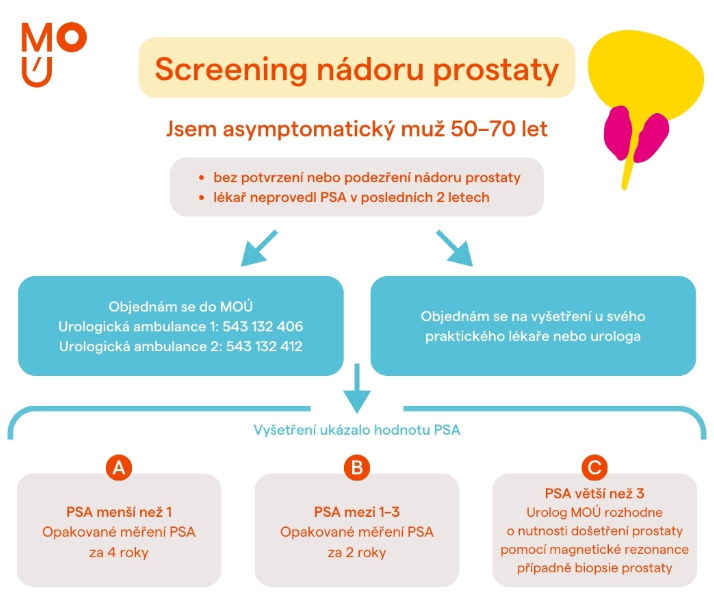 MOÚ
Screening nádoru prostaty
Jsem asymptomatický muž 50–70 let
• bez potvrzení nebo podezření nádoru prostaty
• lékař neprovedl PSA v posledních 2 letech
Objednám se do MOÚ
Urologická ambulance 1: 543 132 406
Urologická ambulance 2: 543 132 412
Objednám se na vyšetření u svého
praktického lékaře nebo urologa
Vyšetření ukázalo hodnotu PSA
A
PSA menší než 1
Opakované měření PSA
za 4 roky
B
PSA mezi 1–3
Opakované měření PSA
za 2 roky
C
PSA větší než 3
Urolog MOÚ rozhodne
o nutnosti došetření prostaty
pomocí magnetické rezonance
případně biopsie prostaty